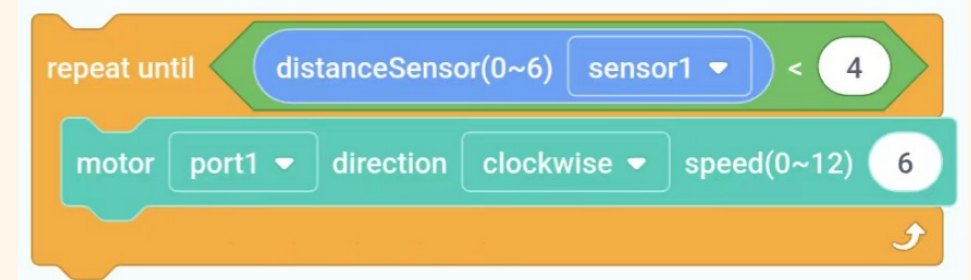 repeat until distanceSensor(0~6) sensor1 < 4
motor port1 direction clockwise speed(0~12) 6